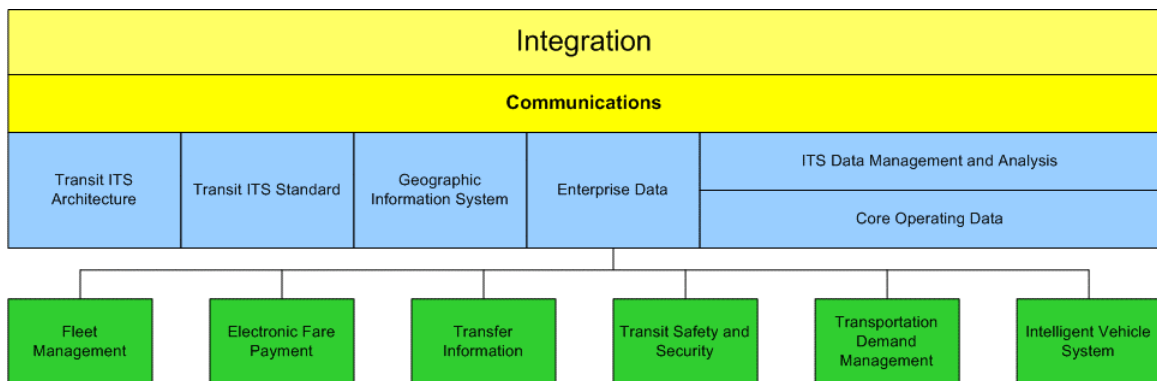 Integration
Communications
Transit ITS
Architecture
Transit ITS Standard
Geographic
Information System
Enterprise Data
ITS Data Management and Analysis
Core Operating Data
Fleet
Management
Electronic Fare
Payment
Transfer
Information
Transit Safety and
Security
Transportation
Demand
Management
Intelligent Vehicle
System